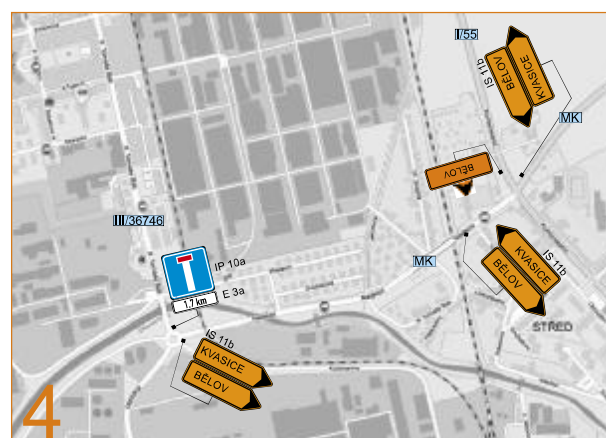 I/55
KVASICE
BĚLOV
IS 11b
MK
BĚLOV
III/36746
IP 10a
E 3a
1,7 km
MK
KVASICE
BĚLOV
IS 11b
STŘED
IS 11b
KVASICE
BĚLOV
4